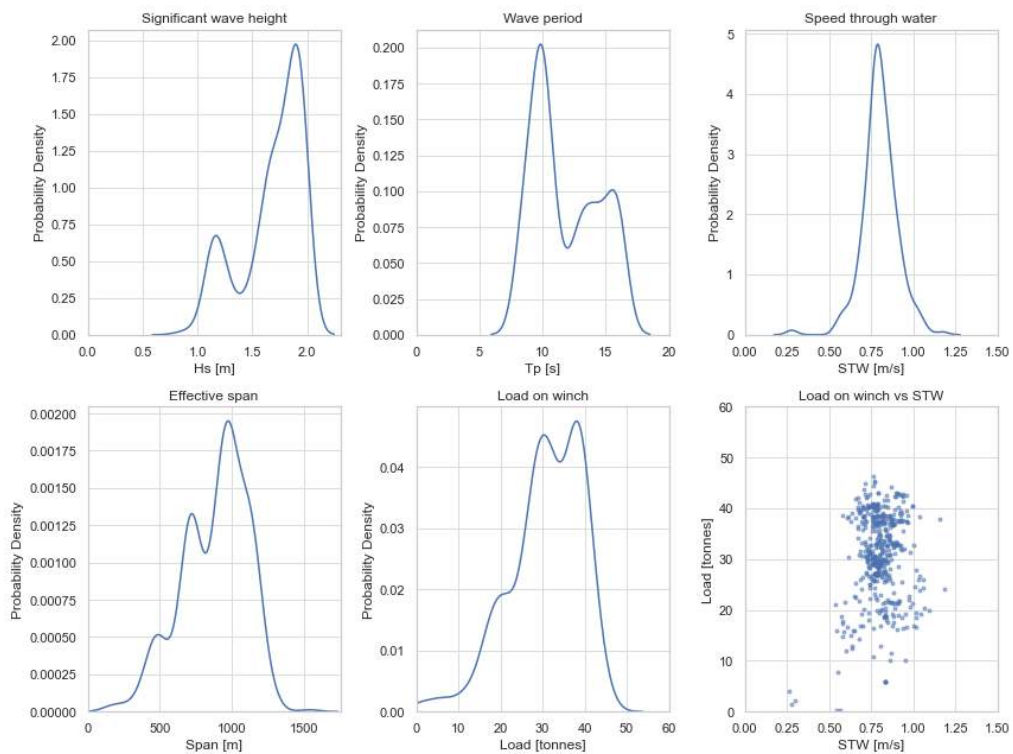 Significant wave height
Wave period
Speed through water
Probability Density
2.00
1.75
1.50
1.25
1.00
0.75
0.50
0.25
0.00
0.0 0.5 1.0 1.5 2.0
Hs [m]
Probability Density
0.200
0.175
0.150
0.125
0.100
0.075
0.050
0.025
0.000
0 5 10 15 20
Tp [s]
Probability Density
5
4
3
2
1
0
0.00 0.25 0.50 0.75 1.00 1.25 1.50
STW [m/s]
Effective span
Load on winch
Load on winch vs STW
Probability Density
0.00200
0.00175
0.00150
0.00125
0.00100
0.00075
0.00050
0.00025
0.00000
0 500 1000 1500
Span [m]
Probability Density
0.04
0.03
0.02
0.01
0.00
0 10 20 30 40 50 60
Load [tonnes]
Load [tonnes]
60
50
40
30
20
10
0
0.00 0.25 0.50 0.75 1.00 1.25 1.50
STW [m/s]